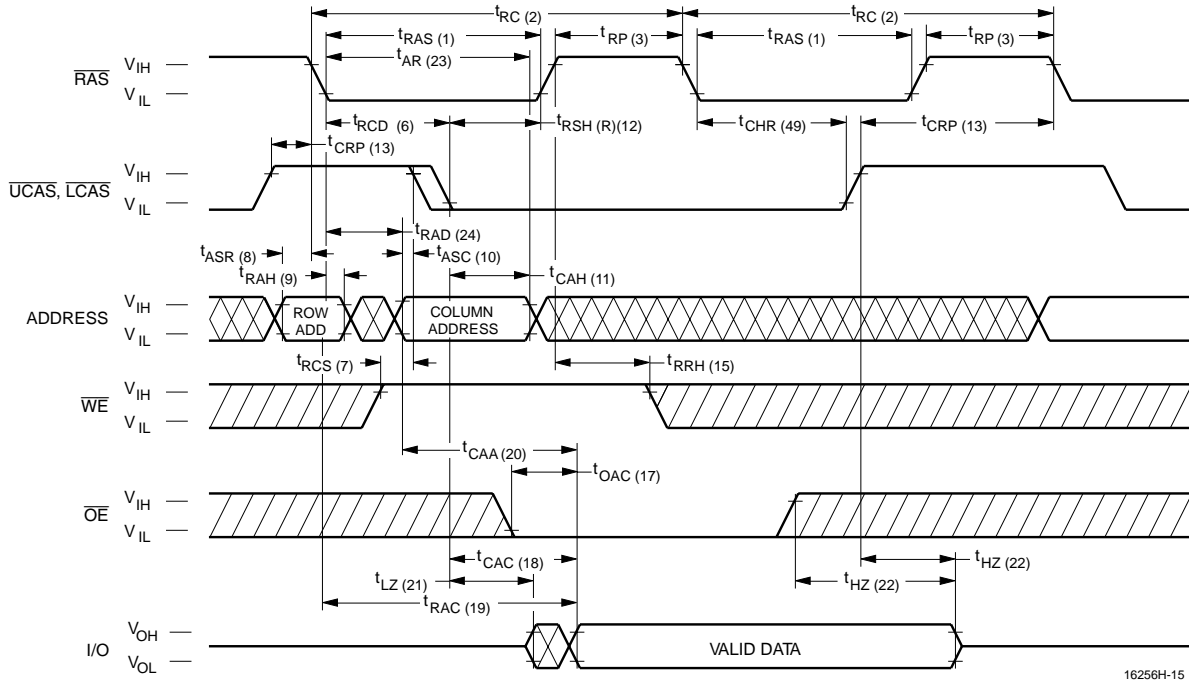 tRC (2) tRC (2)
tRAS (1) tRP (3) tRAS (1) tRP (3)
tAR (23)
RAS VIH
VIL
tRCD (6) tRSH (R)(12) tCHR (49) tCRP (13)
tCRP (13)
UCAS, LCAS VIH
VIL
tRAD (24)
tASR (8) tASC (10)
tRAH (9) tCAH (11)
ADDRESS VIH
VIL
ROW
ADD
COLUMN
ADDRESS
tRCS (7) tRRH (15)
WE VIH
VIL
tCAA (20)
tOAC (17)
OE VIH
VIL
tCAC (18) tHZ (22)
tLZ (21) tHZ (22)
tRAC (19)
I/O VOH
VOL
VALID DATA
16256H-15